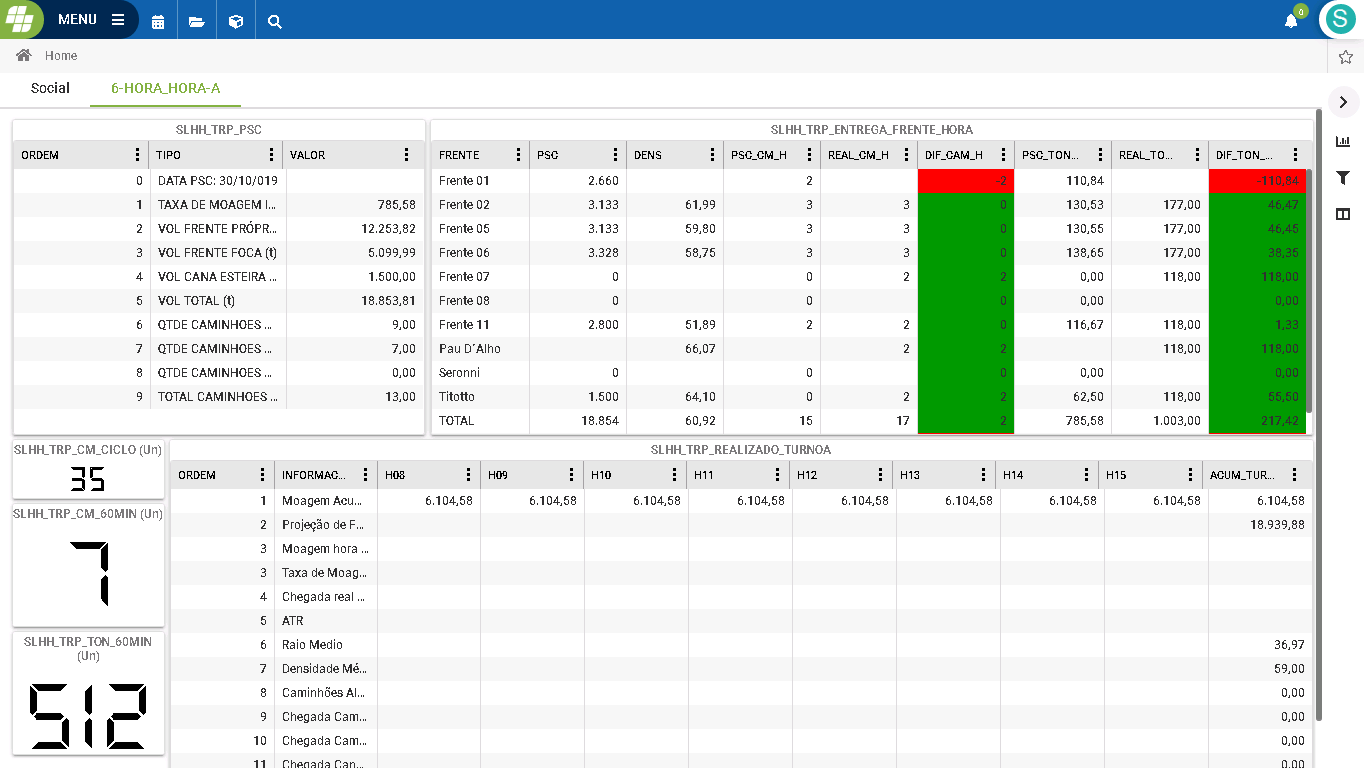 MENU
0
S
Home
Social 6-HORA_HORA-A
SLHH_TRP_PSC
ORDEM TIPO VALOR
0 DATA PSC: 30/10/019
1 TAXA DE MOAGEM I... 785,58
2 VOL FRENTE PRÓPR... 12.253,82
3 VOL FRENTE FOCA (t) 5.099,99
4 VOL CANA ESTEIRA ... 1.500,00
5 VOL TOTAL (t) 18.853,81
6 QTDE CAMINHOES ... 9,00
7 QTDE CAMINHOES ... 7,00
8 QTDE CAMINHOES ... 0,00
9 TOTAL CAMINHOES ... 13,00
SLHH_TRP_ENTREGA_FRENTE_HORA
FRENTE PSC DENS PSC_CM_H REAL_CM_H DIF_CAM_H PSC_TON... REAL_TO... DIF_TON_...
Frente 01 2.660 2 -2 110,84 -110,84
Frente 02 3.133 61,99 3 3 0 130,53 177,00 46,47
Frente 05 3.133 59,80 3 3 0 130,55 177,00 46,45
Frente 06 3.328 58,75 3 3 0 138,65 177,00 38,35
Frente 07 0 0 2 2 0,00 118,00 118,00
Frente 08 0 0 0 0,00 0,00
Frente 11 2.800 51,89 2 2 0 116,67 118,00 1,33
Pau D´Alho 66,07 2 2 118,00 118,00
Seronni 0 0 0 0,00 0,00
Titotto 1.500 64,10 0 2 2 62,50 118,00 55,50
TOTAL 18.854 60,92 15 17 2 785,58 1.003,00 217,42
SLHH_TRP_CM_CICLO (Un)
35
SLHH_TRP_CM_60MIN (Un)
7
SLHH_TRP_TON_60MIN
(Un)
512
SLHH_TRP_REALIZADO_TURNOA
ORDEM INFORMAC... H08 H09 H10 H11 H12 H13 H14 H15 ACUM_TUR...
1 Moagem Acu... 6.104,58 6.104,58 6.104,58 6.104,58 6.104,58 6.104,58 6.104,58 6.104,58 6.104,58
2 Projeção de F... 18.939,88
3 Moagem hora ...
3 Taxa de Moag...
4 Chegada real ...
5 ATR
6 Raio Medio 36,97
7 Densidade Mé... 59,00
8 Caminhões Al... 0,00
9 Chegada Cam... 0,00
10 Chegada Cam... 0,00
11 Chegada Can... 0,00